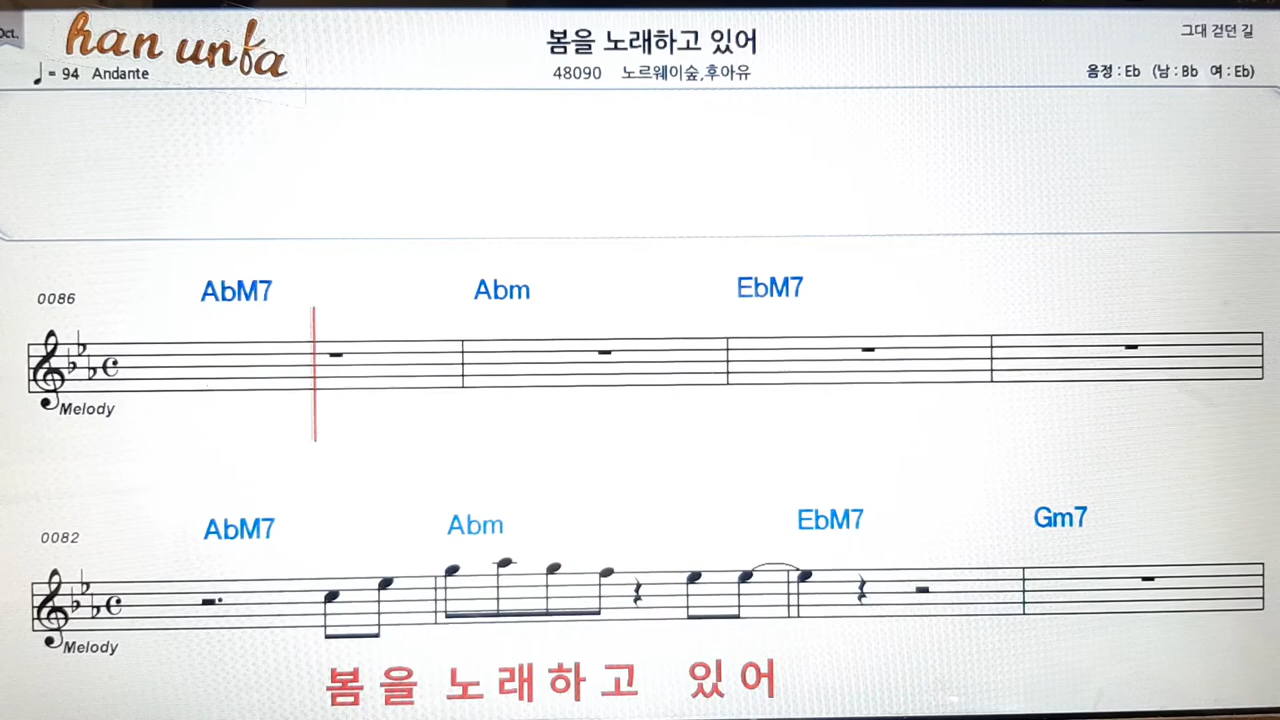 Oct.
han unfa
♩= 94 Andante
봄을 노래하고 있어
48090 노르웨이숲,후아유
그대 걷던 길
음정 : Eb (남 : Bb 여 : Eb)
0086
AbM7 Abm EbM7
Melody
0082
AbM7 Abm EbM7 Gm7
Melody
봄을 노래하고 있어